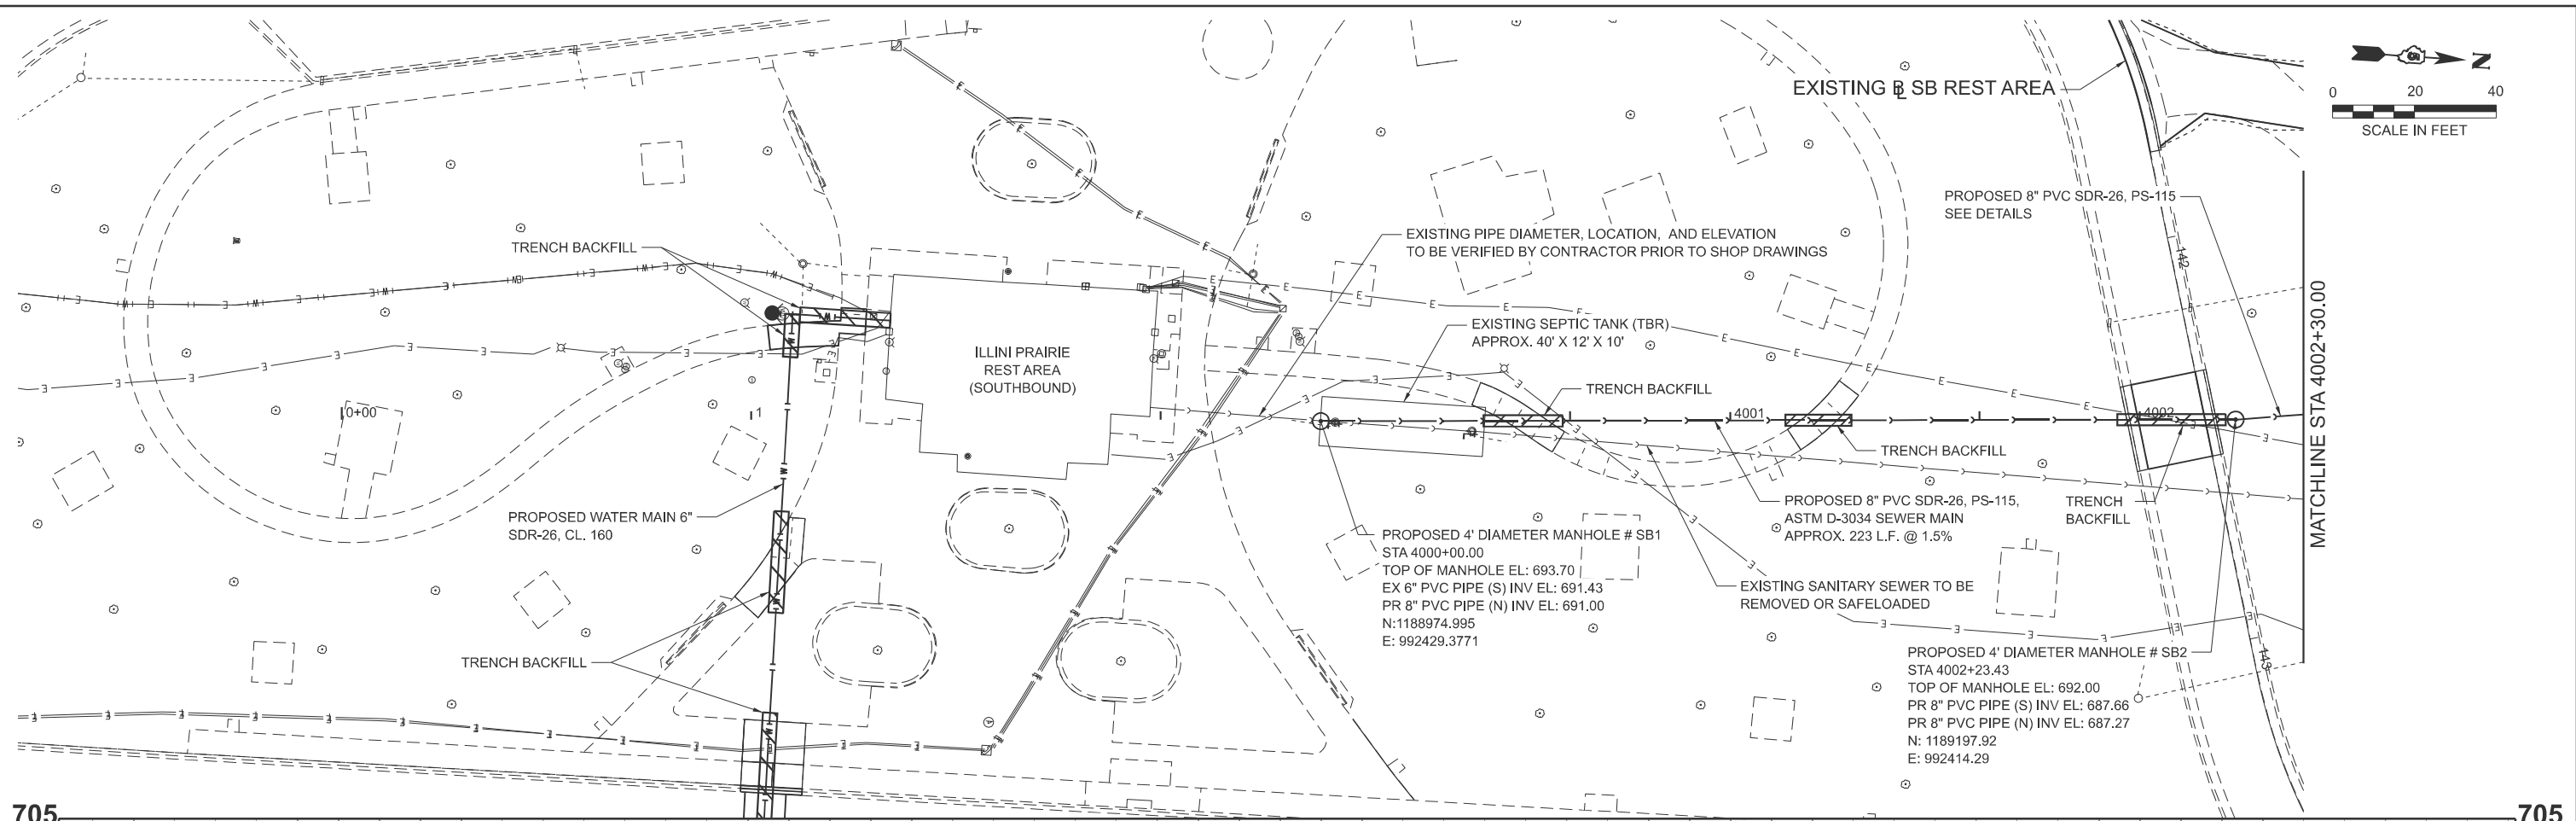 EXISTING ⅊ SB REST AREA
N
0 20 40
SCALE IN FEET
PROPOSED 8" PVC SDR-26, PS-115
SEE DETAILS
TRENCH BACKFILL
EXISTING PIPE DIAMETER, LOCATION, AND ELEVATION
TO BE VERIFIED BY CONTRACTOR PRIOR TO SHOP DRAWINGS
142
EXISTING SEPTIC TANK (TBR)
APPROX. 40' X 12' X 10'
ILLINI PRAIRIE
REST AREA
(SOUTHBOUND)
TRENCH BACKFILL
MATCHLINE STA 4002+30.00
0+00
1
4001
4002
TRENCH BACKFILL
PROPOSED WATER MAIN 6"
SDR-26, CL. 160
PROPOSED 8" PVC SDR-26, PS-115,
ASTM D-3034 SEWER MAIN
APPROX. 223 L.F. @ 1.5%
TRENCH
BACKFILL
PROPOSED 4' DIAMETER MANHOLE # SB1
STA 4000+00.00
TOP OF MANHOLE EL: 693.70
EX 6" PVC PIPE (S) INV EL: 691.43
PR 8" PVC PIPE (N) INV EL: 691.00
N:1188974.995
E: 992429.3771
EXISTING SANITARY SEWER TO BE
REMOVED OR SAFELOADED
TRENCH BACKFILL
143
PROPOSED 4' DIAMETER MANHOLE # SB2
STA 4002+23.43
TOP OF MANHOLE EL: 692.00
PR 8" PVC PIPE (S) INV EL: 687.66
PR 8" PVC PIPE (N) INV EL: 687.27
N: 1189197.92
E: 992414.29
705 705